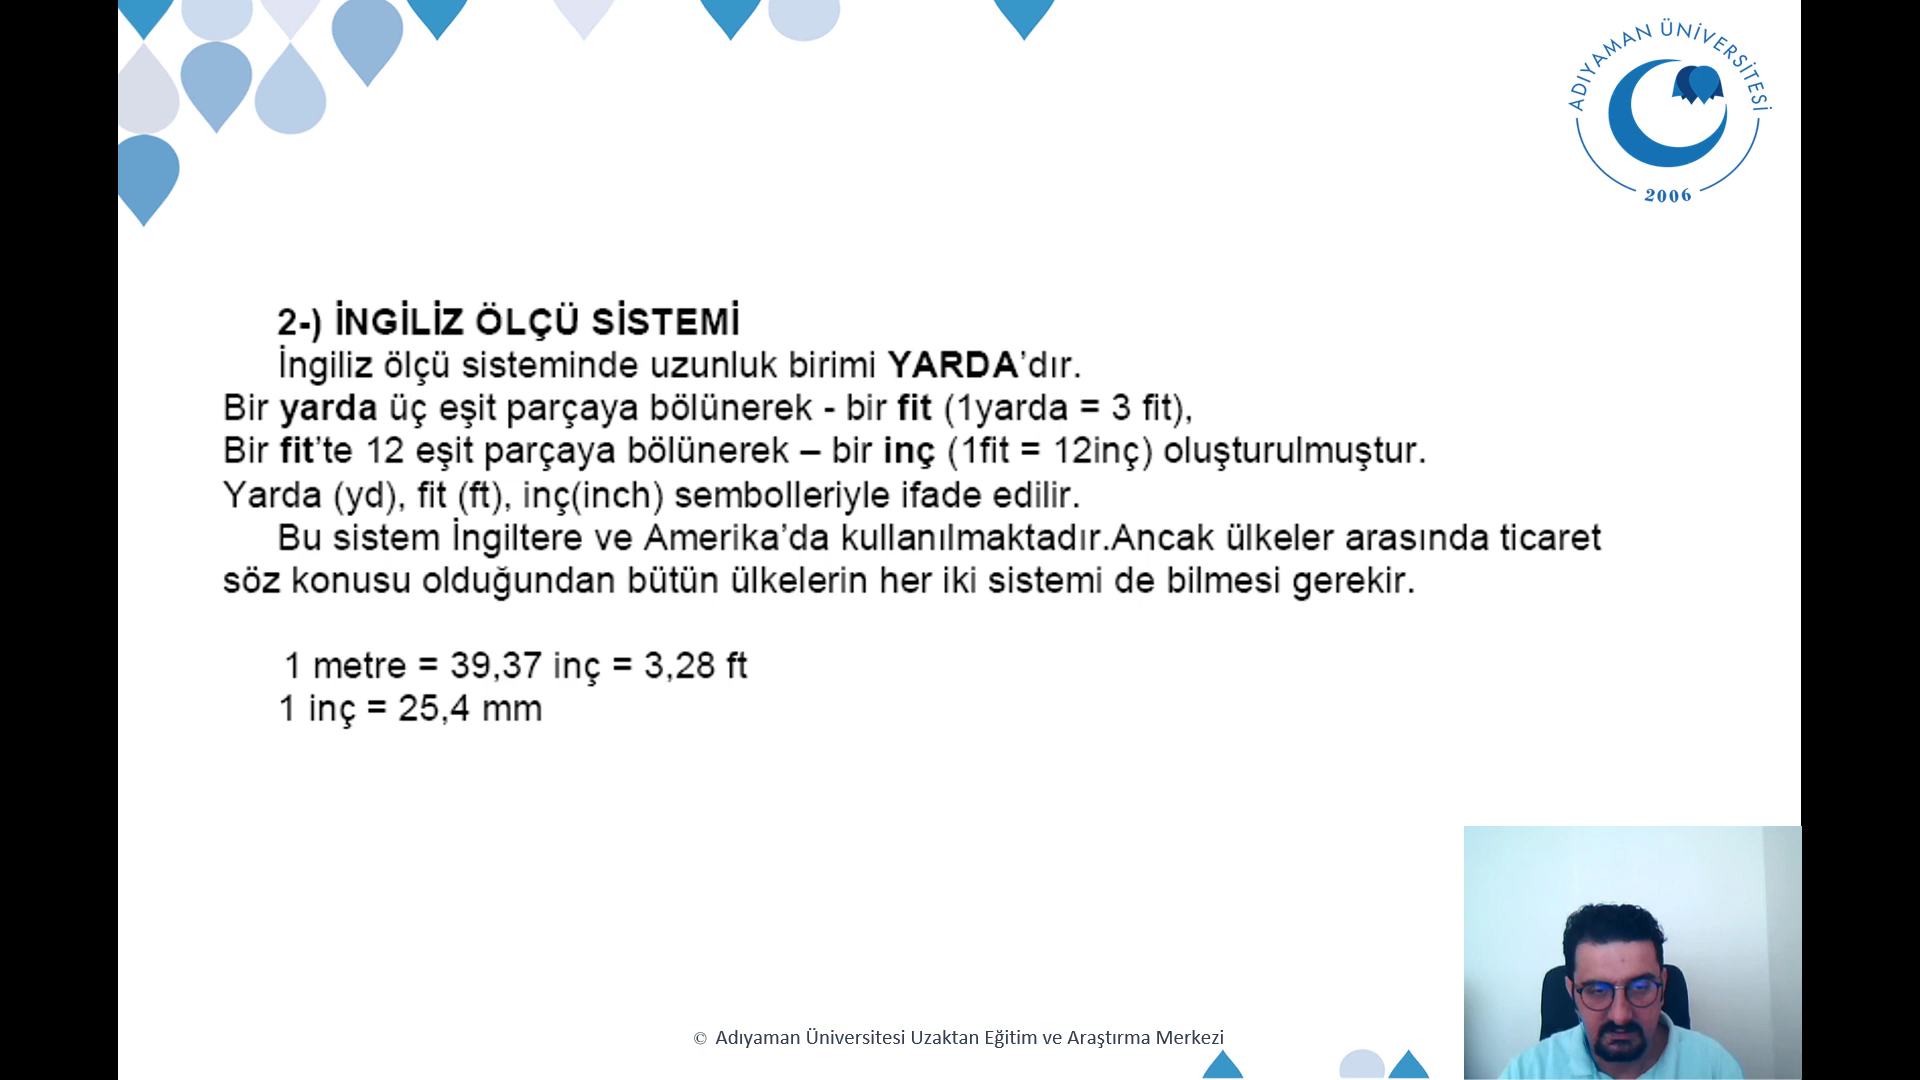 ADIYAMAN ÜNİVERSİTESİ
2006
2-) İNGİLİZ ÖLÇÜ SİSTEMİ
İngiliz ölçü sisteminde uzunluk birimi YARDA’dır.
Bir yarda üç eşit parçaya bölünerek - bir fit (1yarda = 3 fit),
Bir fit’te 12 eşit parçaya bölünerek – bir inç (1fit = 12inç) oluşturulmuştur.
Yarda (yd), fit (ft), inç(inch) sembolleriyle ifade edilir.
Bu sistem İngiltere ve Amerika’da kullanılmaktadır.Ancak ülkeler arasında ticaret
söz konusu olduğundan bütün ülkelerin her iki sistemi de bilmesi gerekir.
1 metre = 39,37 inç = 3,28 ft
1 inç = 25,4 mm
© Adıyaman Üniversitesi Uzaktan Eğitim ve Araştırma Merkezi